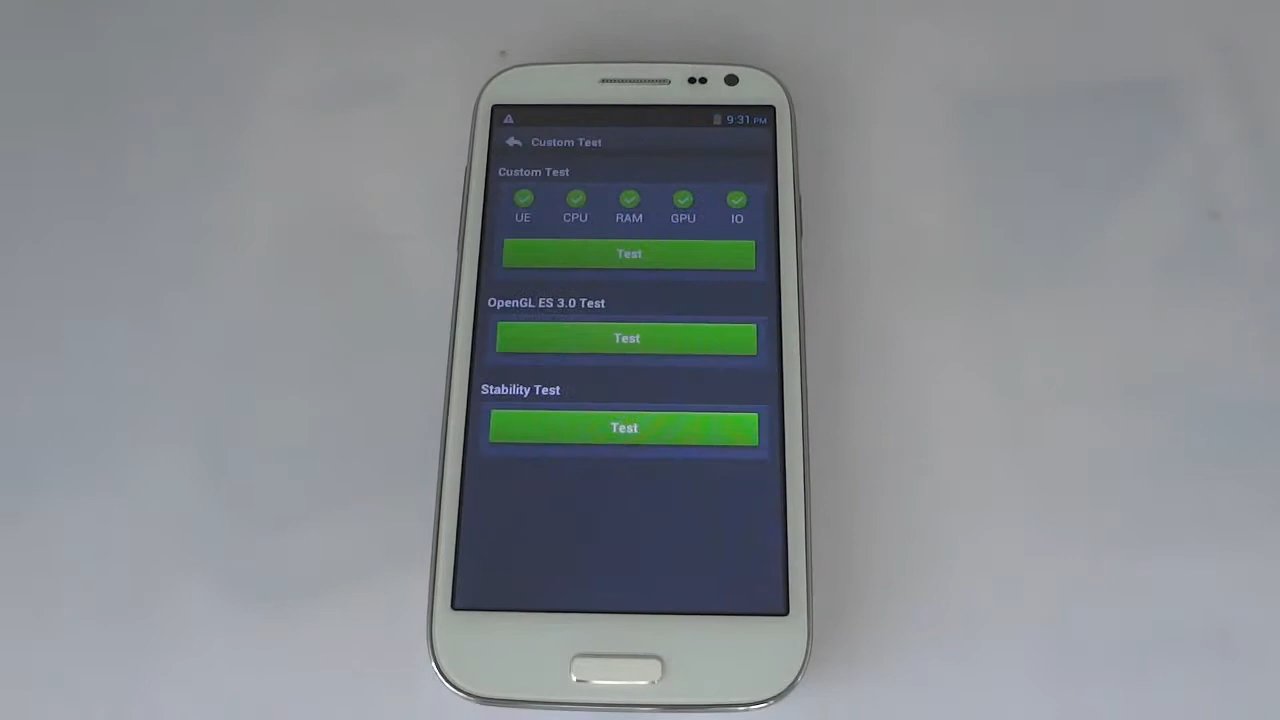 9:31 PM
Custom Test
Custom Test
UE CPU RAM GPU IO
Test
OpenGL ES 3.0 Test
Test
Stability Test
Test